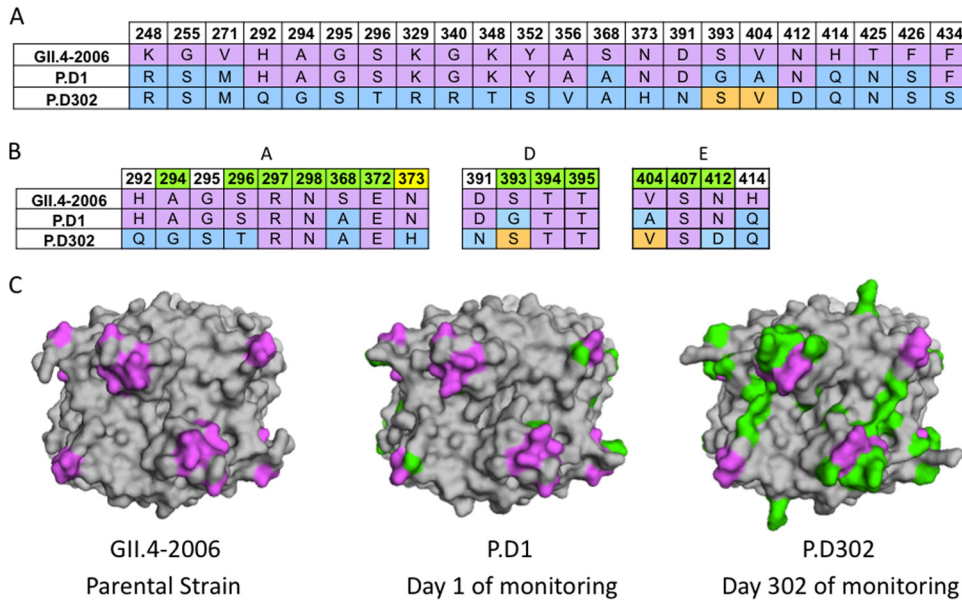 A
248 255 271 292 294 295 296 329 340 348 352 356 368 373 391 393 404 412 414 425 426 434
GII.4-2006 K G V H A G S K G K Y A S N D S V N H T F F
P.D1 R S M H A G S K G K Y A A N D G A N Q N S F
P.D302 R S M Q G S T R R T S V A H N S V D Q N S S
B A D E
292 294 295 296 297 298 368 372 373 391 393 394 395 404 407 412 414
GII.4-2006 H A G S R N S E N D S T T V S N H
P.D1 H A G S R N A E N D G T T A S N Q
P.D302 Q G S T R N A E H N S T T V S D Q
C
GII.4-2006 P.D1 P.D302
Parental Strain Day 1 of monitoring Day 302 of monitoring